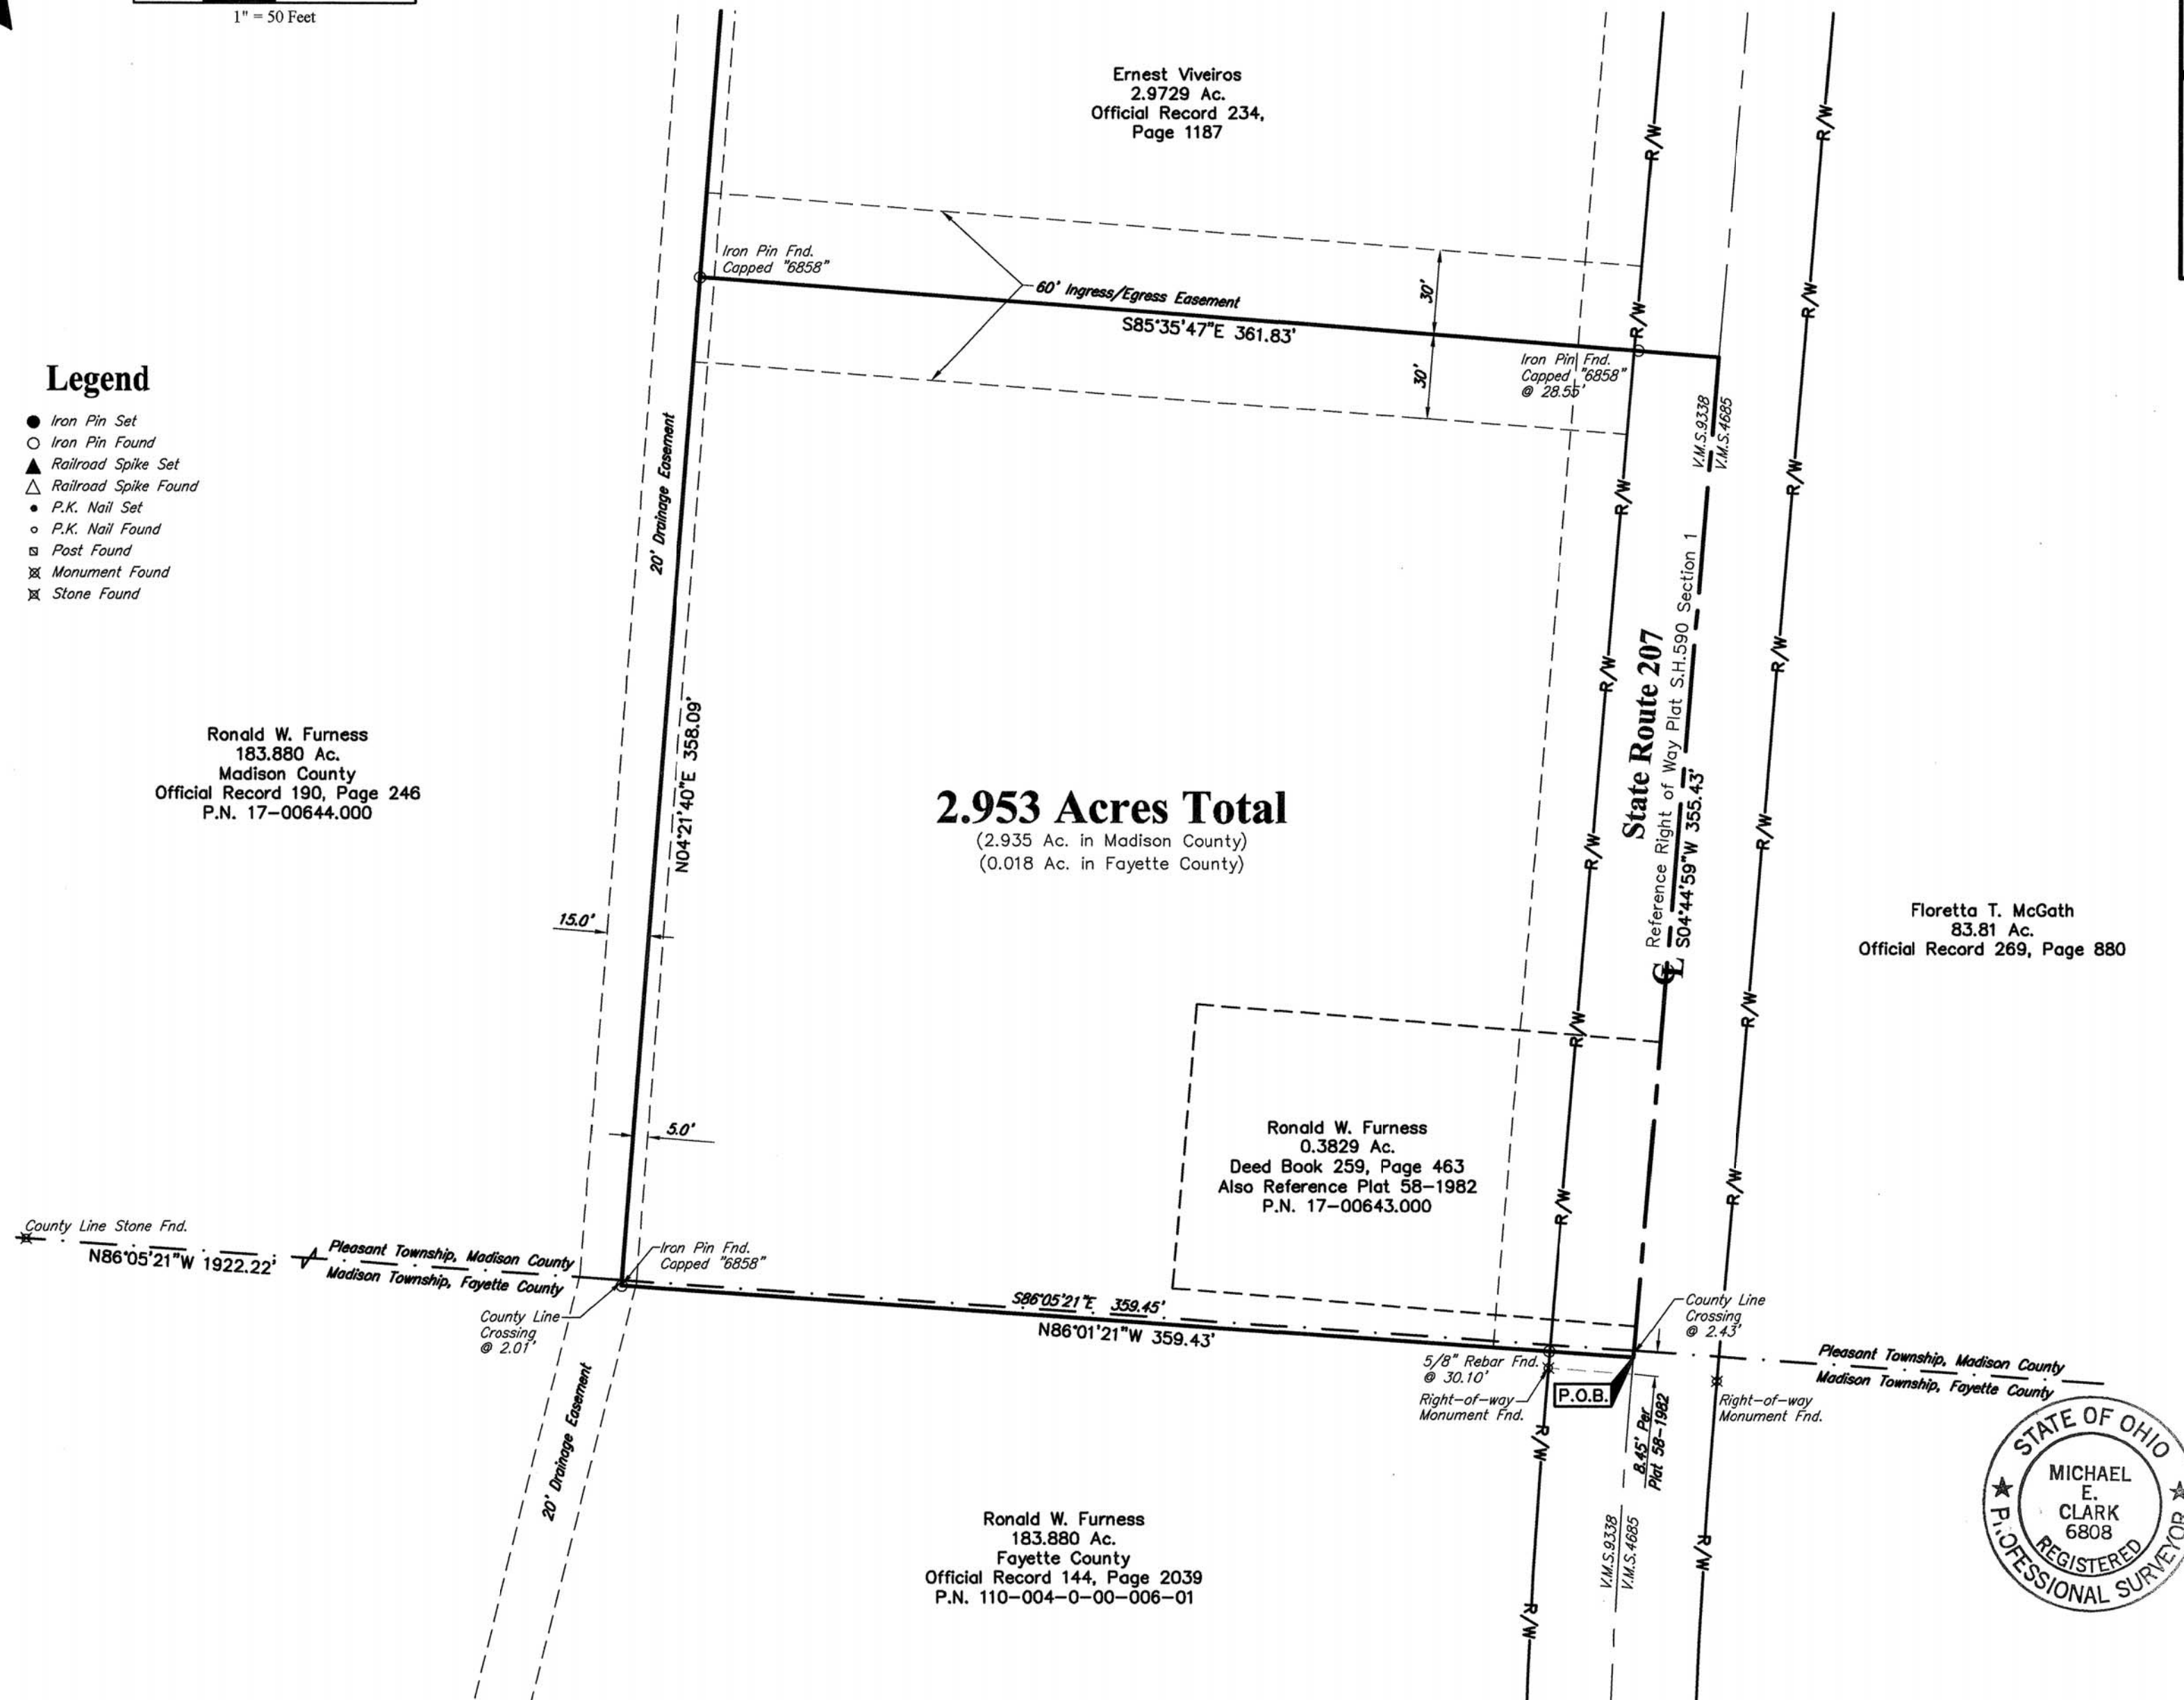 1" = 50 Feet
Ernest Viveiros
2.9729 Ac.
Official Record 234,
Page 1187
R/W
R/W
Iron Pin Fnd.
Capped "6858"
60' Ingress/Egress Easement
S85°35'47"E 361.83'
30'
30'
R/W
R/W
Iron Pin Fnd.
Capped "6858"
@ 28.55'
V.M.S.9338
V.M.S.4685
Legend
Iron Pin Set
Iron Pin Found
Railroad Spike Set
Railroad Spike Found
P.K. Nail Set
P.K. Nail Found
Post Found
Monument Found
Stone Found
20' Drainage Easement
R/W
R/W
N04°21'40"E 358.09'
R/W
R/W
State Route 207
Reference Right of Way Plat S.H.590 Section 1
S04°44'59"W 355.43'
CL
Ronald W. Furness
183.880 Ac.
Madison County
Official Record 190, Page 246
P.N. 17-00644.000
2.953 Acres Total
(2.935 Ac. in Madison County)
(0.018 Ac. in Fayette County)
R/W
R/W
15.0'
Floretta T. McGath
83.81 Ac.
Official Record 269, Page 880
R/W
R/W
5.0'
Ronald W. Furness
0.3829 Ac.
Deed Book 259, Page 463
Also Reference Plat 58-1982
P.N. 17-00643.000
R/W
R/W
County Line Stone Fnd.
N86°05'21"W 1922.22'
Pleasant Township, Madison County
Madison Township, Fayette County
Iron Pin Fnd.
Capped "6858"
County Line
Crossing
@ 2.01'
S86°05'21"E 359.45'
N86°01'21"W 359.43'
County Line
Crossing
@ 2.43'
5/8" Rebar Fnd.
@ 30.10'
Right-of-way
Monument Fnd.
P.O.B.
Pleasant Township, Madison County
Madison Township, Fayette County
Right-of-way
Monument Fnd.
8.45' Per
Plat 58-1982
20' Drainage Easement
R/W
R/W
R/W
V.M.S.9338
V.M.S.4685
Ronald W. Furness
183.880 Ac.
Fayette County
Official Record 144, Page 2039
P.N. 110-004-0-00-006-01
STATE OF OHIO
MICHAEL
E.
CLARK
6808
REGISTERED
PROFESSIONAL SURVEYOR